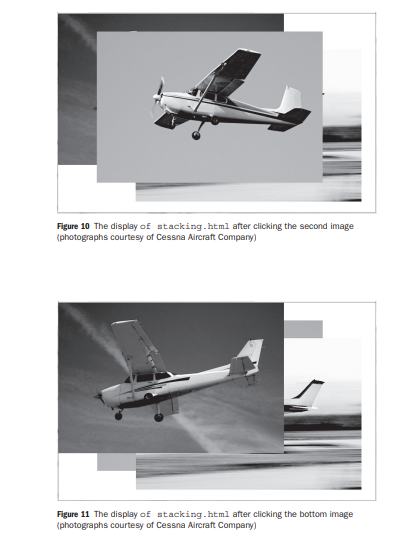 Figure 10 The display of stacking.html after clicking the second image
(photographs courtesy of Cessna Aircraft Company)
Figure 11 The display of stacking.html after clicking the bottom image
(photographs courtesy of Cessna Aircraft Company)